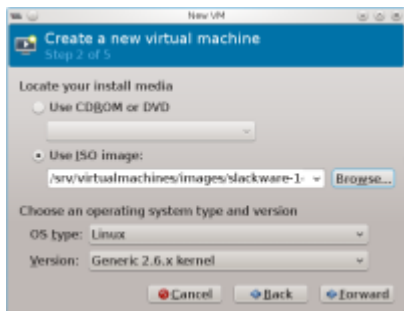 New VM
Create a new virtual machine
Step 2 of 5
Locate your install media
Use CDROM or DVD
Use ISO image:
/srv/virtualmachines/images/slackware-1- Browse...
Choose an operating system type and version
OS type: Linux
Version: Generic 2.6.x kernel
Cancel Back Forward